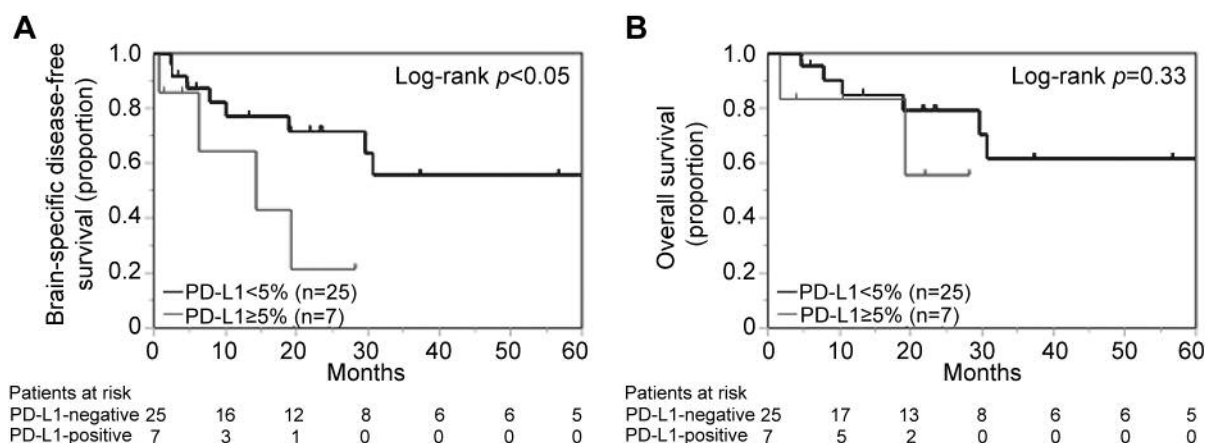 A
Brain-specific disease-free
survival (proportion)
1.0
0.8
0.6
0.4
0.2
0
Log-rank p<0.05
PD-L1<5% (n=25)
PD-L1≥5% (n=7)
0 10 20 30 40 50 60
Months
Patients at risk
PD-L1-negative 25 16 12 8 6 6 5
PD-L1-positive 7 3 1 0 0 0 0
B
Overall survival
(proportion)
1.0
0.8
0.6
0.4
0.2
0
Log-rank p=0.33
PD-L1<5% (n=25)
PD-L1≥5% (n=7)
0 10 20 30 40 50 60
Months
Patients at risk
PD-L1-negative 25 17 13 8 6 6 5
PD-L1-positive 7 5 2 0 0 0 0